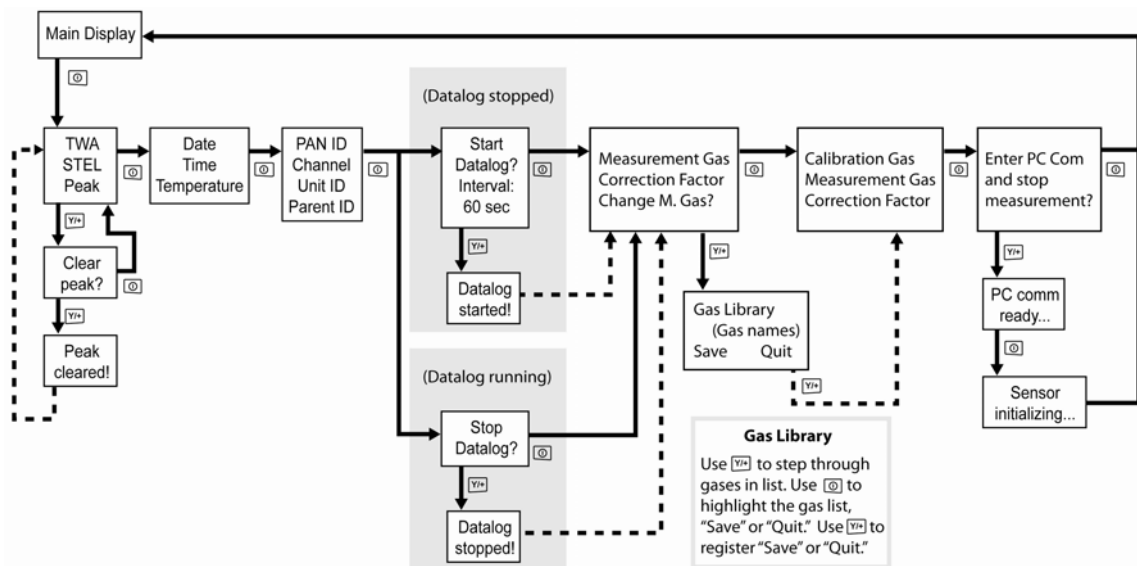 Main Display
TWA
STEL
Peak
Y/+
Clear
peak?
Y/+
Peak
cleared!
Date
Time
Temperature
PAN ID
Channel
Unit ID
Parent ID
(Datalog stopped)
Start
Datalog?
Interval:
60 sec
Y/+
Datalog
started!
(Datalog running)
Stop
Datalog?
Y/+
Datalog
stopped!
Measurement Gas
Correction Factor
Change M. Gas?
Y/+
Gas Library
(Gas names)
Save Quit
Y/+
Calibration Gas
Measurement Gas
Correction Factor
Enter PC Com
and stop
measurement?
Y/+
PC comm
ready...
Sensor
initializing...
Gas Library
Use Y/+ to step through
gases in list. Use to
highlight the gas list,
“Save” or “Quit.” Use Y/+ to
register “Save” or “Quit.”